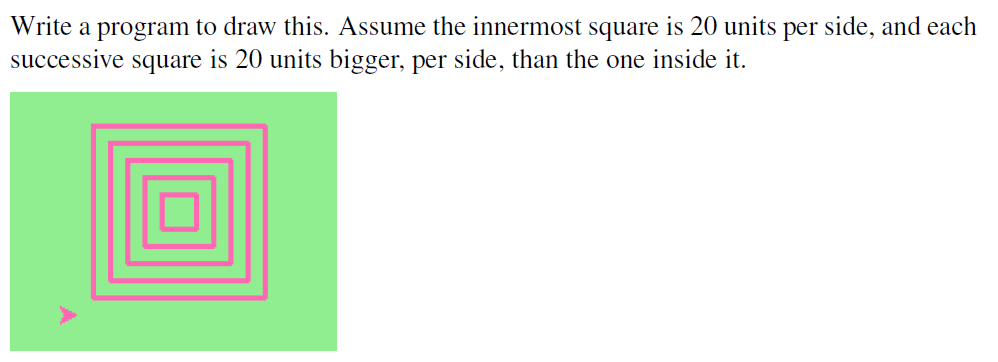 Write a program to draw this. Assume the innermost square is 20 units per side, and each
successive square is 20 units bigger, per side, than the one inside it.